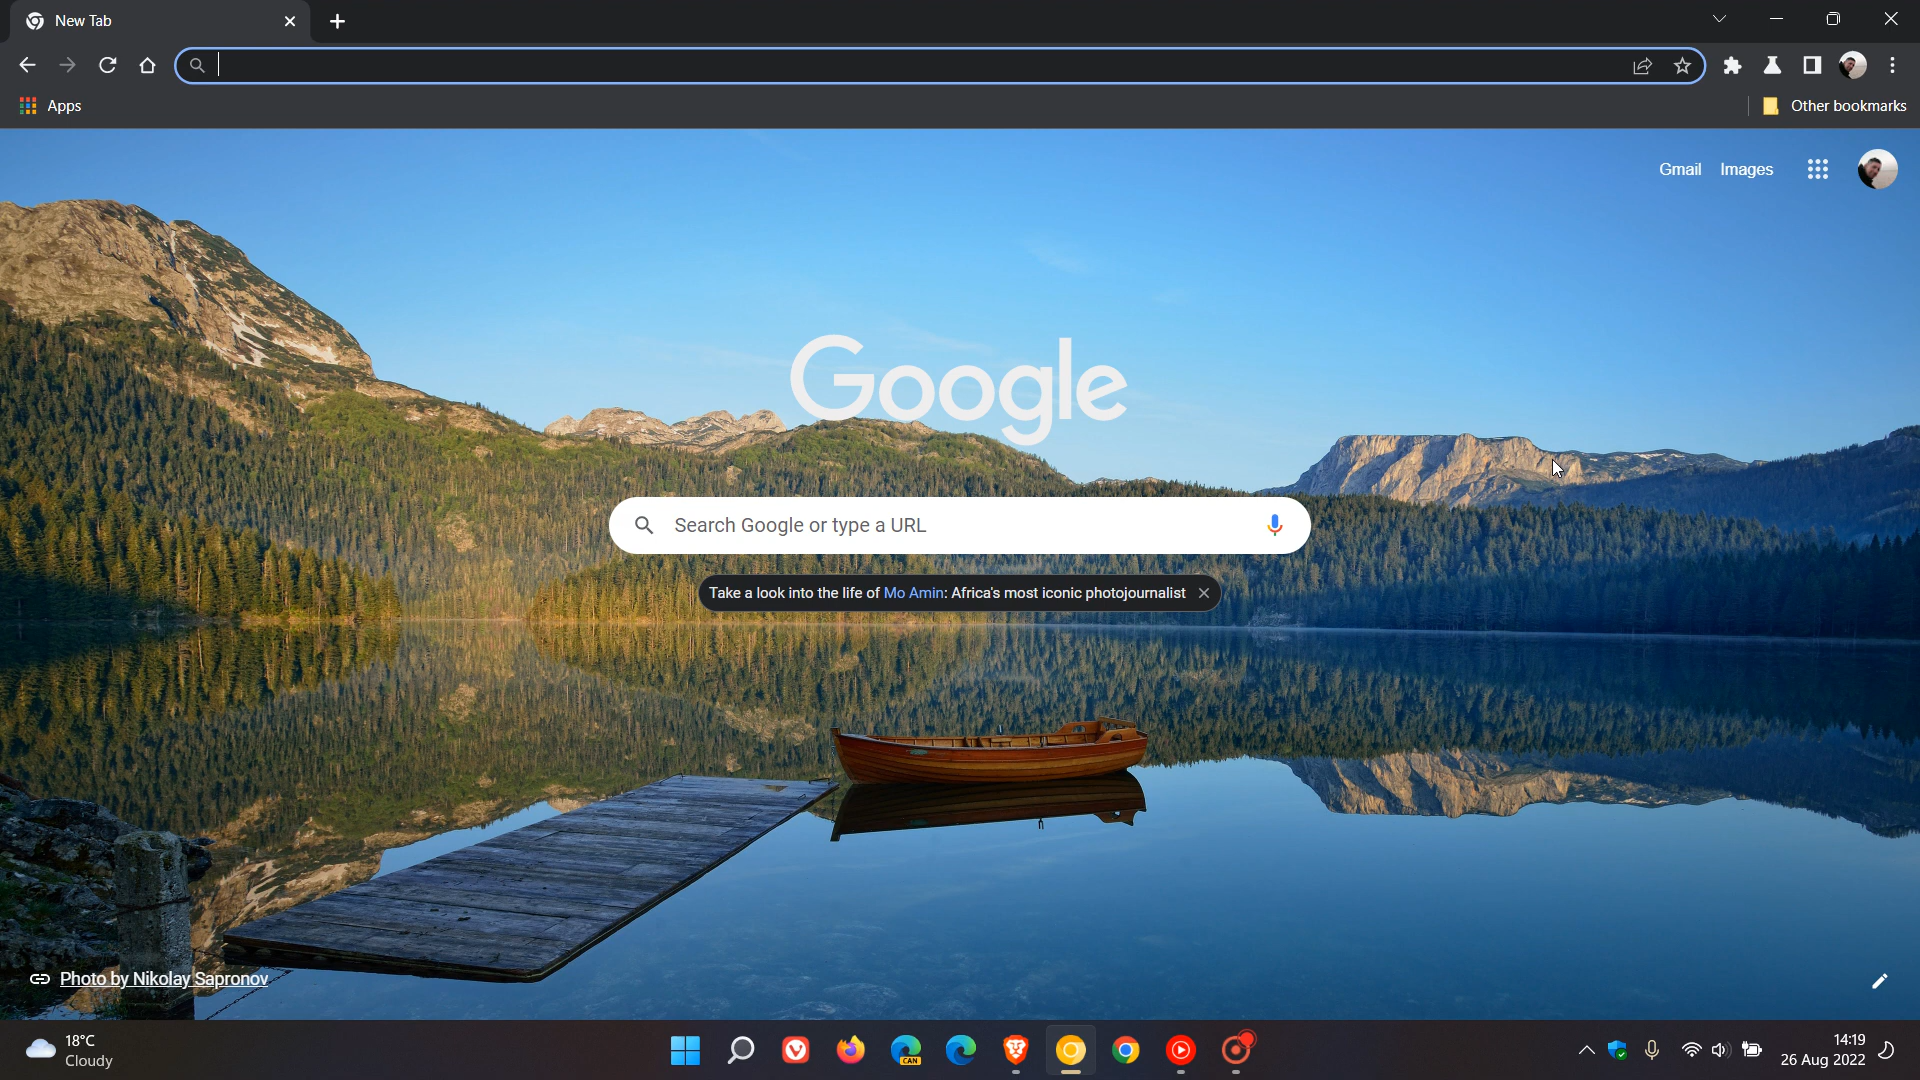 New Tab
Apps
Other bookmarks
Gmail Images
Google
Search Google or type a URL
Take a look into the life of Mo Amin: Africa's most iconic photojournalist
Photo by Nikolay Sapronov
18°C
Cloudy
CAN
14:19
26 Aug 2022